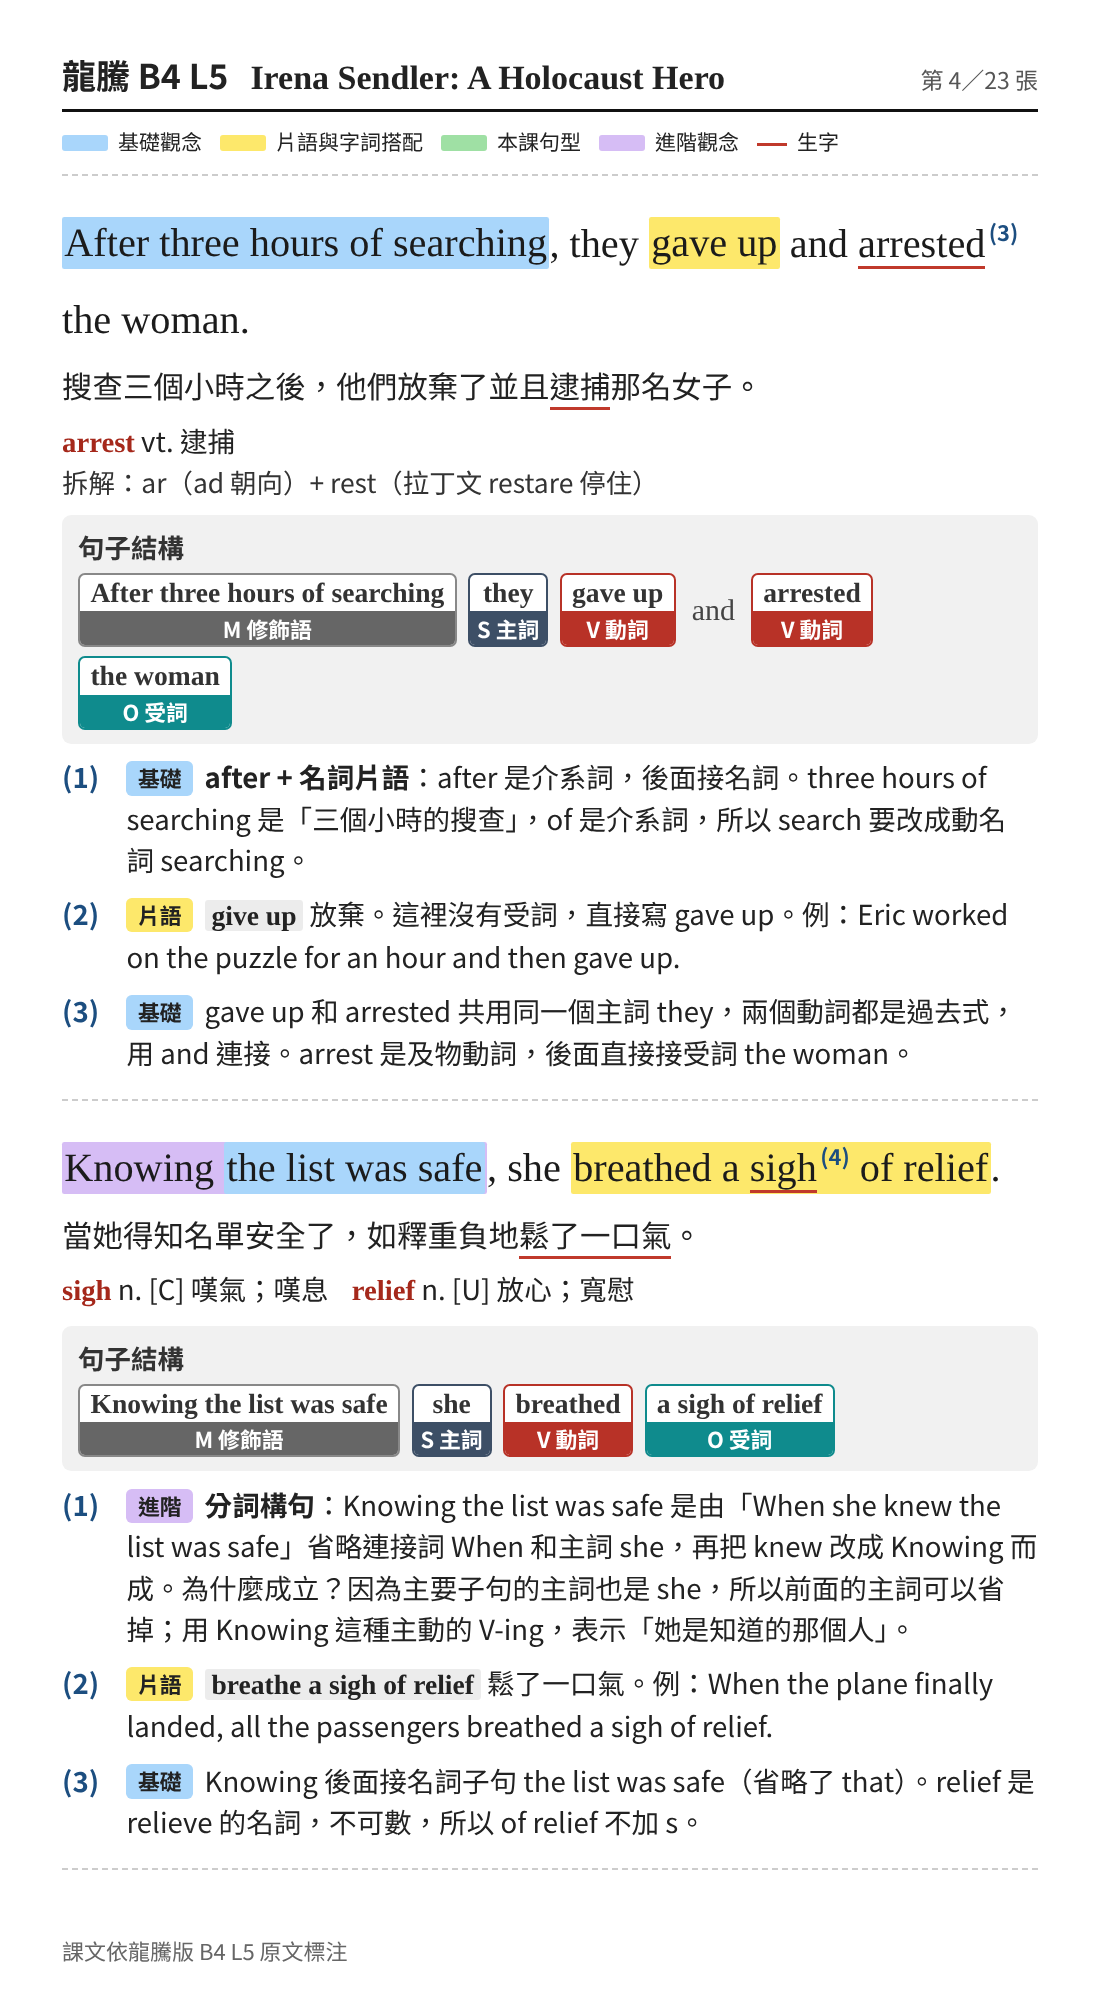 龍騰 B4 L5 Irena Sendler: A Holocaust Hero 第 4／23 張
基礎觀念 片語與字詞搭配 本課句型 進階觀念 生字
After three hours of searching, they gave up and arrested(3)
the woman.
搜查三個小時之後，他們放棄了並且逮捕那名女子。
arrest vt. 逮捕
拆解：ar（ad 朝向）+ rest（拉丁文 restare 停住）
句子結構
After three hours of searching they gave up and arrested
M 修飾語 S 主詞 V 動詞 V 動詞
the woman
O 受詞
(1) 基礎 after + 名詞片語：after 是介系詞，後面接名詞。three hours of
searching 是「三個小時的搜查」，of 是介系詞，所以 search 要改成動名
詞 searching。
(2) 片語 give up 放棄。這裡沒有受詞，直接寫 gave up。例：Eric worked
on the puzzle for an hour and then gave up.
(3) 基礎 gave up 和 arrested 共用同一個主詞 they，兩個動詞都是過去式，
用 and 連接。arrest 是及物動詞，後面直接接受詞 the woman。
Knowing the list was safe, she breathed a sigh(4) of relief.
當她得知名單安全了，如釋重負地鬆了一口氣。
sigh n. [C] 嘆氣；嘆息 relief n. [U] 放心；寬慰
句子結構
Knowing the list was safe she breathed a sigh of relief
M 修飾語 S 主詞 V 動詞 O 受詞
(1) 進階 分詞構句：Knowing the list was safe 是由「When she knew the
list was safe」省略連接詞 When 和主詞 she，再把 knew 改成 Knowing 而
成。為什麼成立？因為主要子句的主詞也是 she，所以前面的主詞可以省
掉；用 Knowing 這種主動的 V-ing，表示「她是知道的那個人」。
(2) 片語 breathe a sigh of relief 鬆了一口氣。例：When the plane finally
landed, all the passengers breathed a sigh of relief.
(3) 基礎 Knowing 後面接名詞子句 the list was safe（省略了 that）。relief 是
relieve 的名詞，不可數，所以 of relief 不加 s。
課文依龍騰版 B4 L5 原文標注